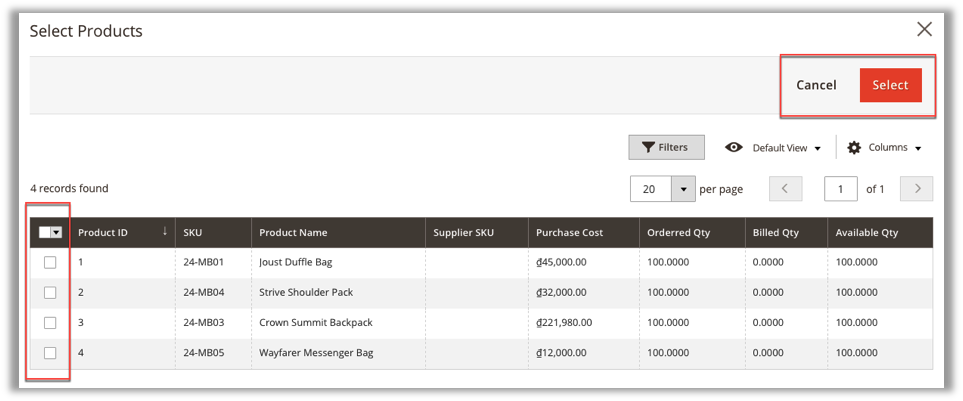 Select Products
Cancel Select
Filters Default View Columns
4 records found 20 per page 1 of 1
Product ID ↓ SKU Product Name Supplier SKU Purchase Cost Orderred Qty Billed Qty Available Qty
1 24-MB01 Joust Duffle Bag ₫45,000.00 100.0000 0.0000 100.0000
2 24-MB04 Strive Shoulder Pack ₫32,000.00 100.0000 0.0000 100.0000
3 24-MB03 Crown Summit Backpack ₫221,980.00 100.0000 0.0000 100.0000
4 24-MB05 Wayfarer Messenger Bag ₫12,000.00 100.0000 0.0000 100.0000